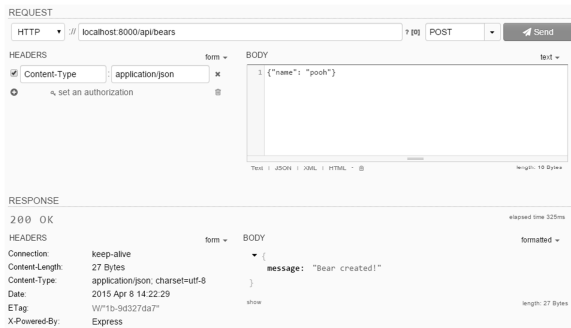 REQUEST
HTTP :// localhost:8000/api/bears ? [0] POST Send
HEADERS form
Content-Type : application/json
set an authorization
BODY text
1 {"name": "pooh"}
Text | JSON | XML | HTML
length: 16 Bytes
RESPONSE
200 OK
elapsed time 325ms
HEADERS form
Connection: keep-alive
Content-Length: 27 Bytes
Content-Type: application/json; charset=utf-8
Date: 2015 Apr 8 14:22:29
ETag: W/"1b-9d327da7"
X-Powered-By: Express
BODY formatted
{
message: "Bear created!"
}
show
length: 27 Bytes